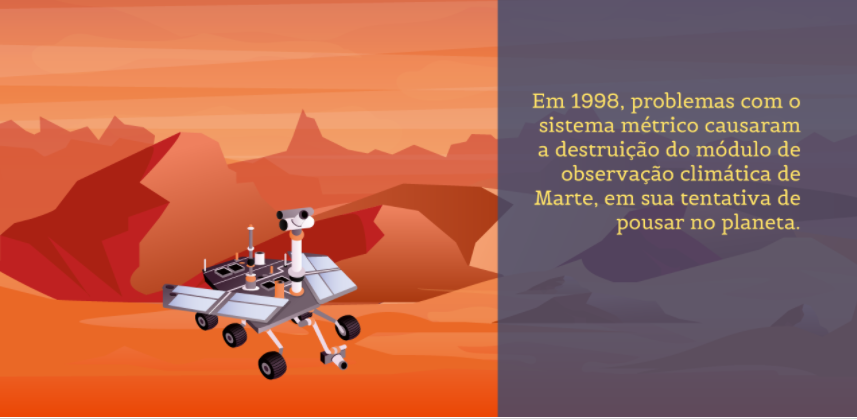 Em 1998, problemas com o
sistema métrico causaram
a destruição do módulo de
observação climática de
Marte, em sua tentativa de
pousar no planeta.